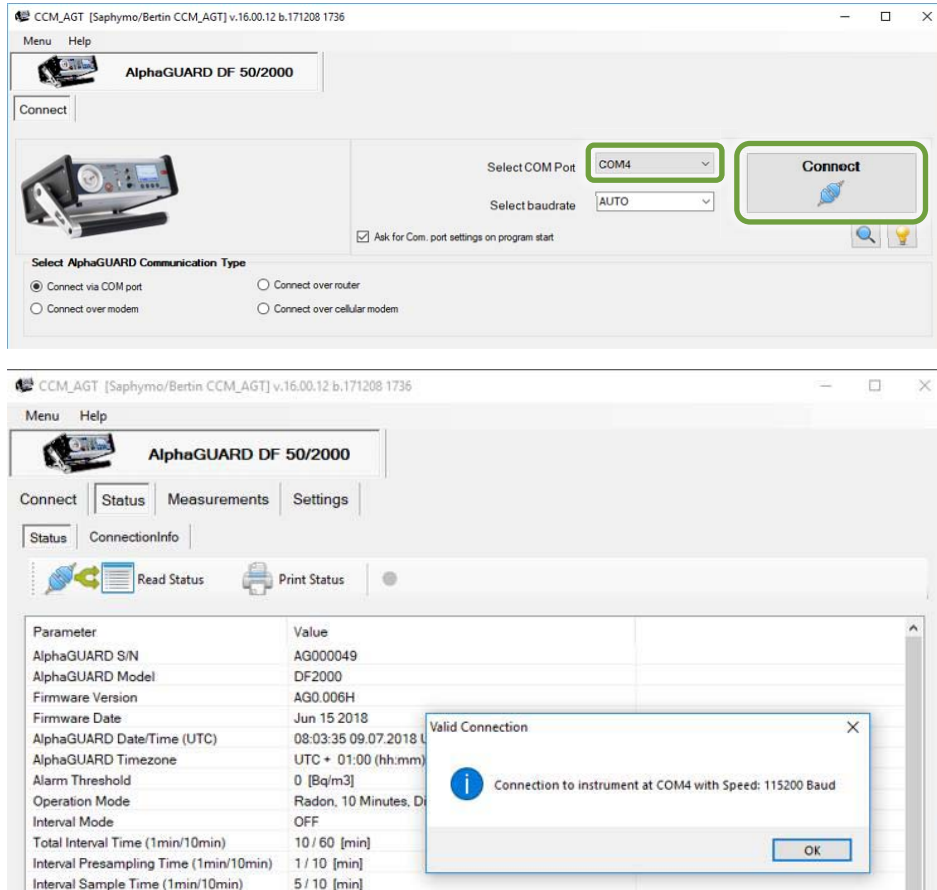 CCM_AGT [Saphymo/Bertin CCM_AGT] v.16.00.12 b.171208 1736
Menu Help
AlphaGUARD DF 50/2000
Connect
Select COM Port COM4 Connect
Select baudrate AUTO
Ask for Com. port settings on program start
Select AlphaGUARD Communication Type
Connect via COM port Connect over router
Connect over modem Connect over cellular modem
CCM_AGT [Saphymo/Bertin CCM_AGT] v.16.00.12 b.171208 1736
Menu Help
AlphaGUARD DF 50/2000
Connect Status Measurements Settings
Status ConnectionInfo
Read Status Print Status
Parameter Value
AlphaGUARD S/N AG000049
AlphaGUARD Model DF2000
Firmware Version AG0.006H
Firmware Date Jun 15 2018
AlphaGUARD Date/Time (UTC) 08:03:35 09.07.2018 U
AlphaGUARD Timezone UTC + 01:00 (hh:mm)
Alarm Threshold 0 [Bq/m3]
Operation Mode Radon, 10 Minutes, Di
Interval Mode OFF
Total Interval Time (1min/10min) 10 / 60 [min]
Interval Presampling Time (1min/10min) 1 / 10 [min]
Interval Sample Time (1min/10min) 5 / 10 [min]
Valid Connection
Connection to instrument at COM4 with Speed: 115200 Baud
OK